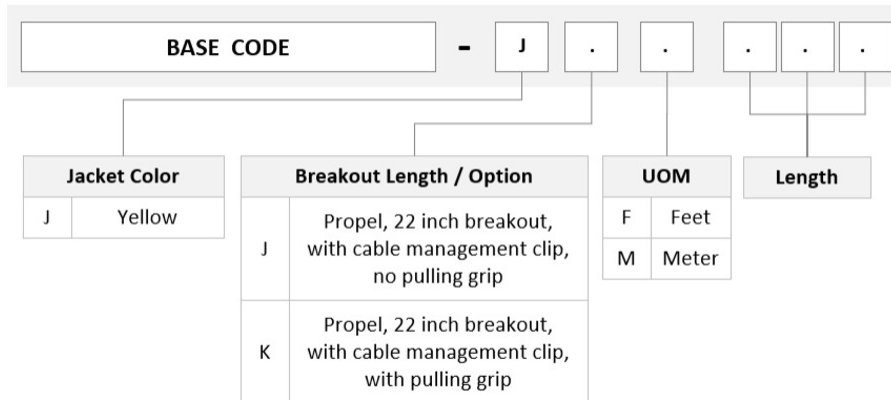 BASE CODE - J . . . . .
Jacket Color
J Yellow
Breakout Length / Option
J Propel, 22 inch breakout,
with cable management clip,
no pulling grip
K Propel, 22 inch breakout,
with cable management clip,
with pulling grip
UOM
F Feet
M Meter
Length